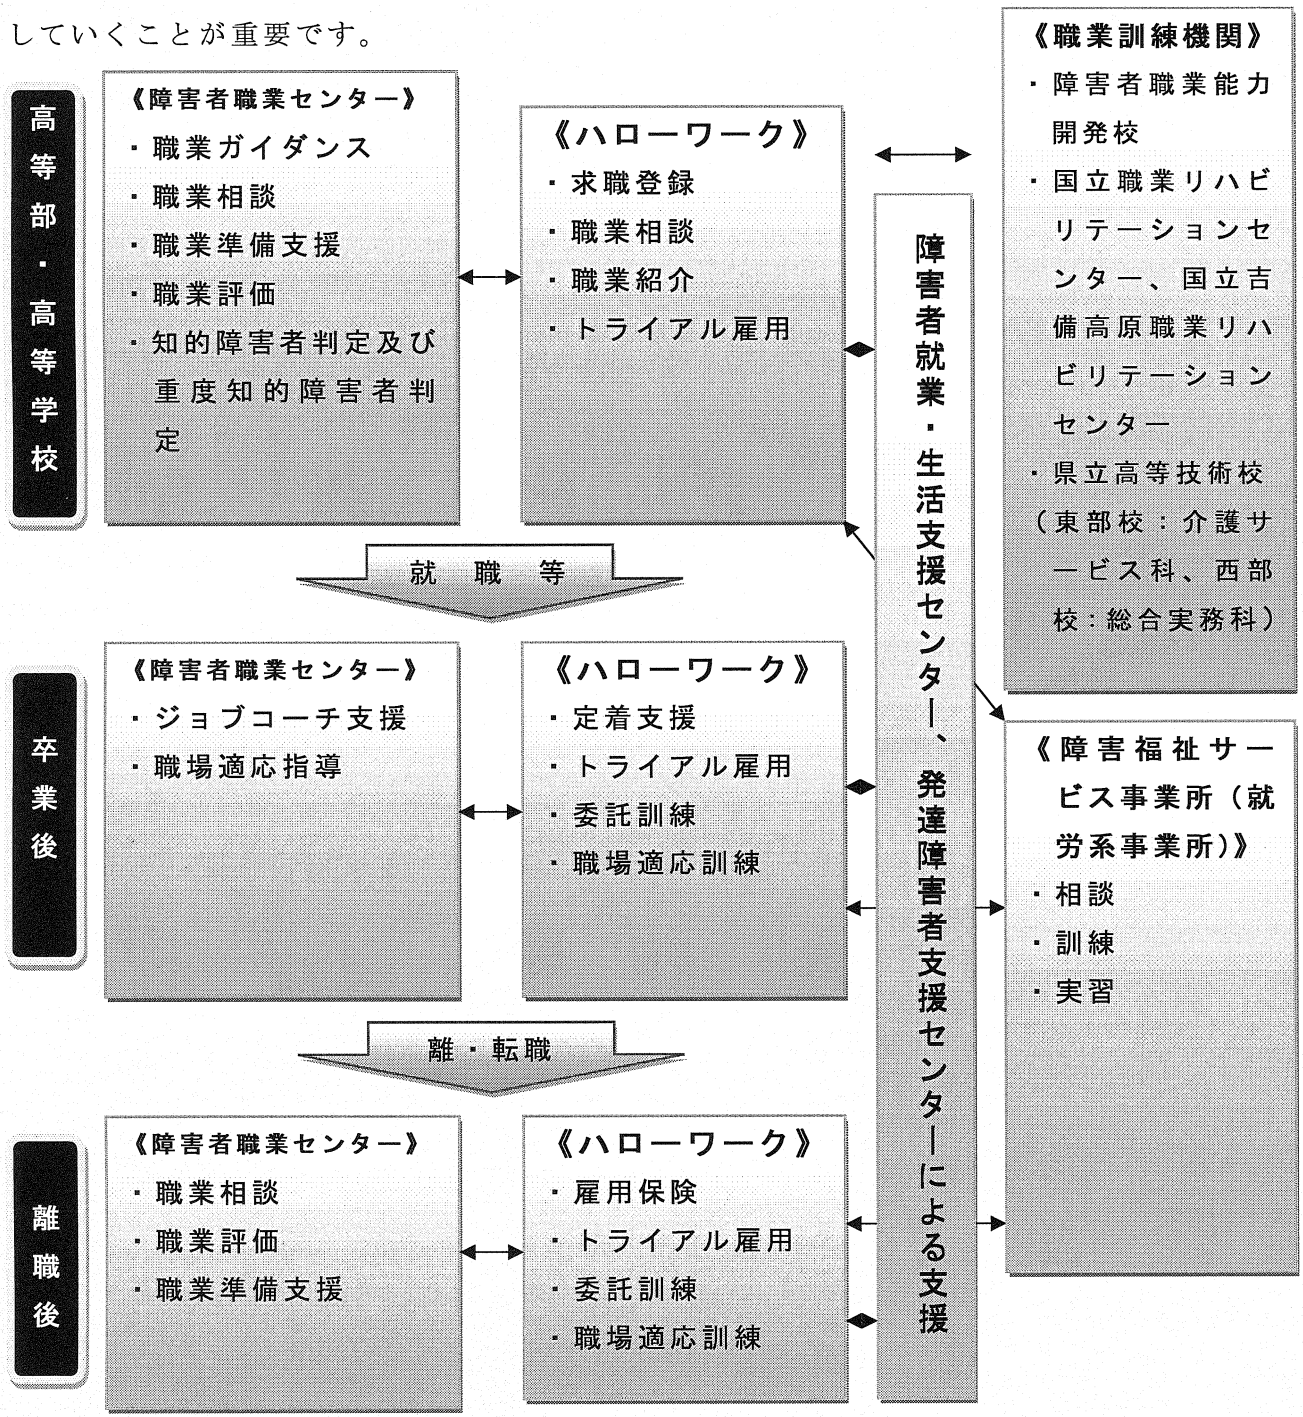 していくことが重要です。
高等部・高等学校
《障害者職業センター》
・職業ガイダンス
・職業相談
・職業準備支援
・職業評価
・知的障害者判定及び
重度知的障害者判
定
《ハローワーク》
・求職登録
・職業相談
・職業紹介
・トライアル雇用
《職業訓練機関》
・障害者職業能力
開発校
・国立職業リハビ
リテーションセ
ンター、国立吉
備高原職業リハ
ビリテーション
センター
・県立高等技術校
（東部校：介護サ
ービス科、西部
校：総合実務科）
障害者就業・生活支援センター、発達障害者支援センターによる支援
就職等
卒業後
《障害者職業センター》
・ジョブコーチ支援
・職場適応指導
《ハローワーク》
・定着支援
・トライアル雇用
・委託訓練
・職場適応訓練
《障害福祉サー
ビス事業所（就
労系事業所）》
・相談
・訓練
・実習
離・転職
離職後
《障害者職業センター》
・職業相談
・職業評価
・職業準備支援
《ハローワーク》
・雇用保険
・トライアル雇用
・委託訓練
・職場適応訓練